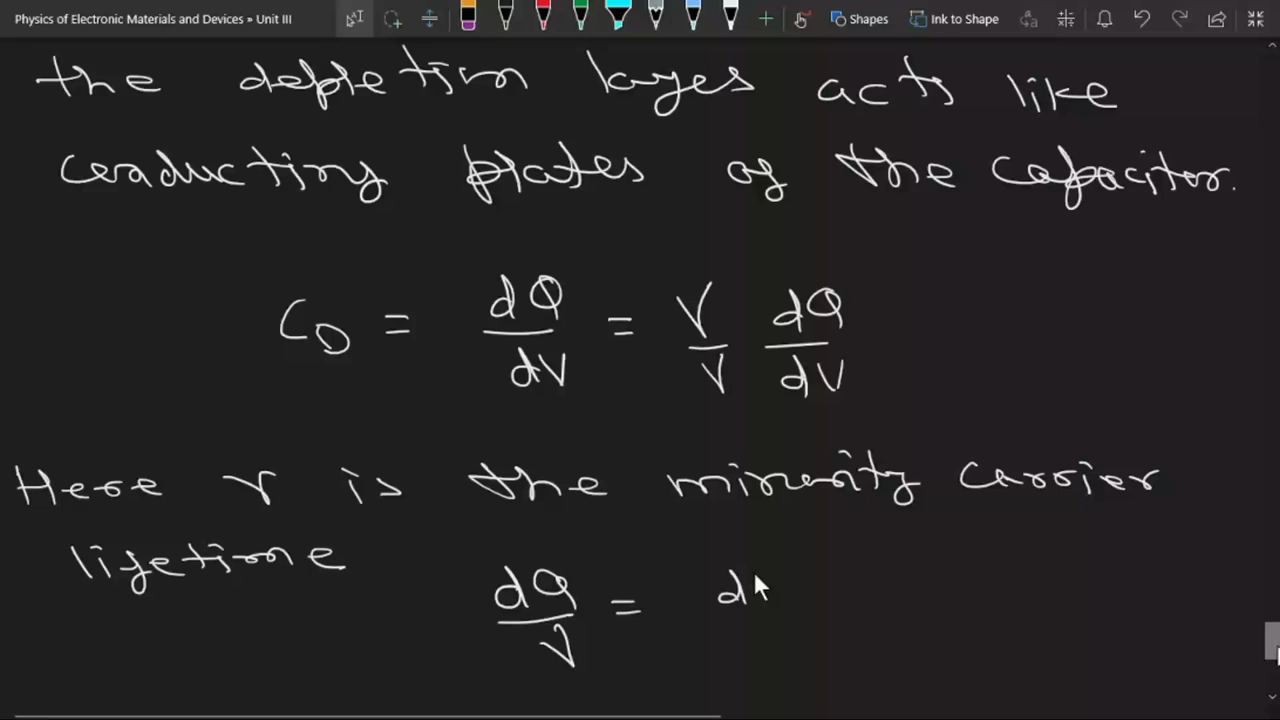 Physics of Electronic Materials and Devices » Unit III
Shapes
Ink to Shape
the depletion layes acts like
conducting plates of the capacitor.
C_D = dQ/dV = τ/τ dQ/dV
Here τ is the minority carrier
lifetime
dQ/τ = d